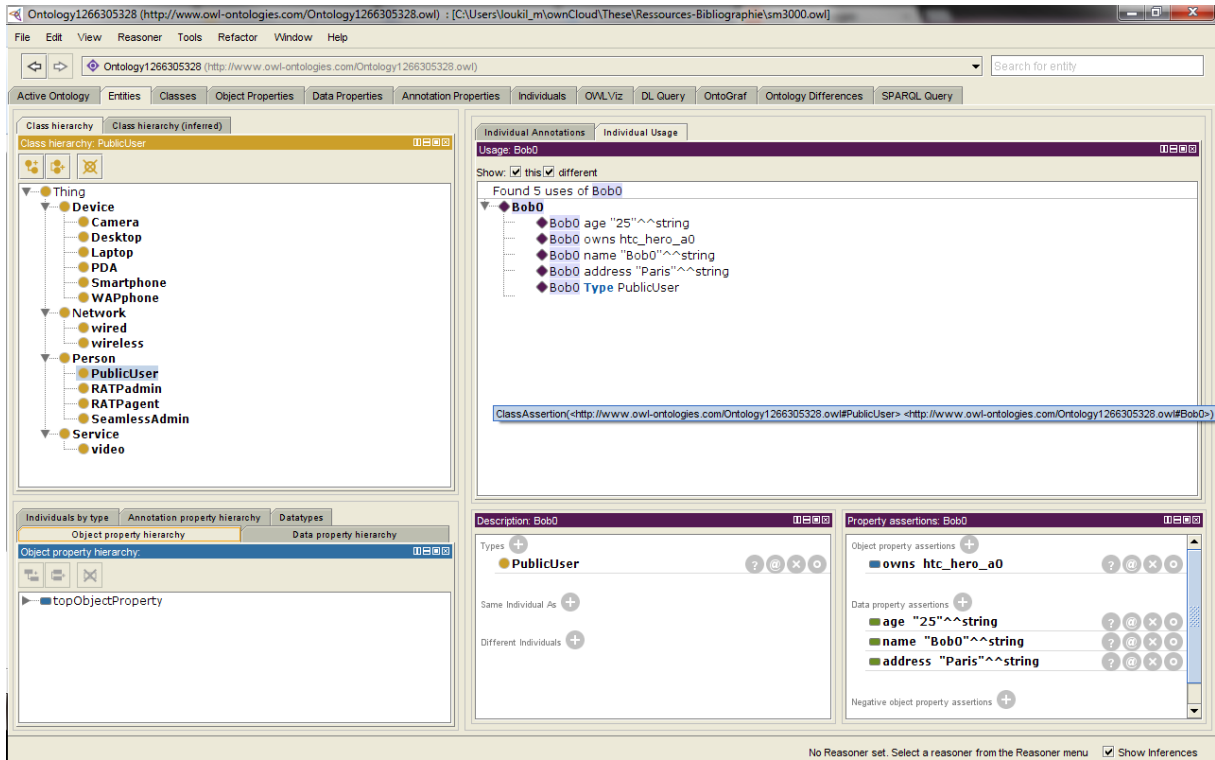 Ontology1266305328 (http://www.owl-ontologies.com/Ontology1266305328.owl) : [C:\Users\loukil_m\ownCloud\These\Ressources-Bibliographie\sm3000.owl]
File Edit View Reasoner Tools Refactor Window Help
Ontology1266305328 (http://www.owl-ontologies.com/Ontology1266305328.owl)
Search for entity
Active Ontology Entities Classes Object Properties Data Properties Annotation Properties Individuals OWLViz DL Query OntoGraf Ontology Differences SPARQL Query
Class hierarchy Class hierarchy (inferred)
Class hierarchy: PublicUser
Thing
Device
Camera
Desktop
Laptop
PDA
Smartphone
WAPphone
Network
wired
wireless
Person
PublicUser
RATPadmin
RATPagent
SeamlessAdmin
Service
video
Individual Annotations Individual Usage
Usage: Bob0
Show: this different
Found 5 uses of Bob0
Bob0
Bob0 age "25"^^string
Bob0 owns htc_hero_a0
Bob0 name "Bob0"^^string
Bob0 address "Paris"^^string
Bob0 Type PublicUser
ClassAssertion(<http://www.owl-ontologies.com/Ontology1266305328.owl#PublicUser> <http://www.owl-ontologies.com/Ontology1266305328.owl#Bob0>)
Individuals by type Annotation property hierarchy Datatypes
Object property hierarchy Data property hierarchy
Object property hierarchy:
topObjectProperty
Description: Bob0
Types
PublicUser
Same Individual As
Different Individuals
Property assertions: Bob0
Object property assertions
owns htc_hero_a0
Data property assertions
age "25"^^string
name "Bob0"^^string
address "Paris"^^string
Negative object property assertions
No Reasoner set. Select a reasoner from the Reasoner menu Show Inferences